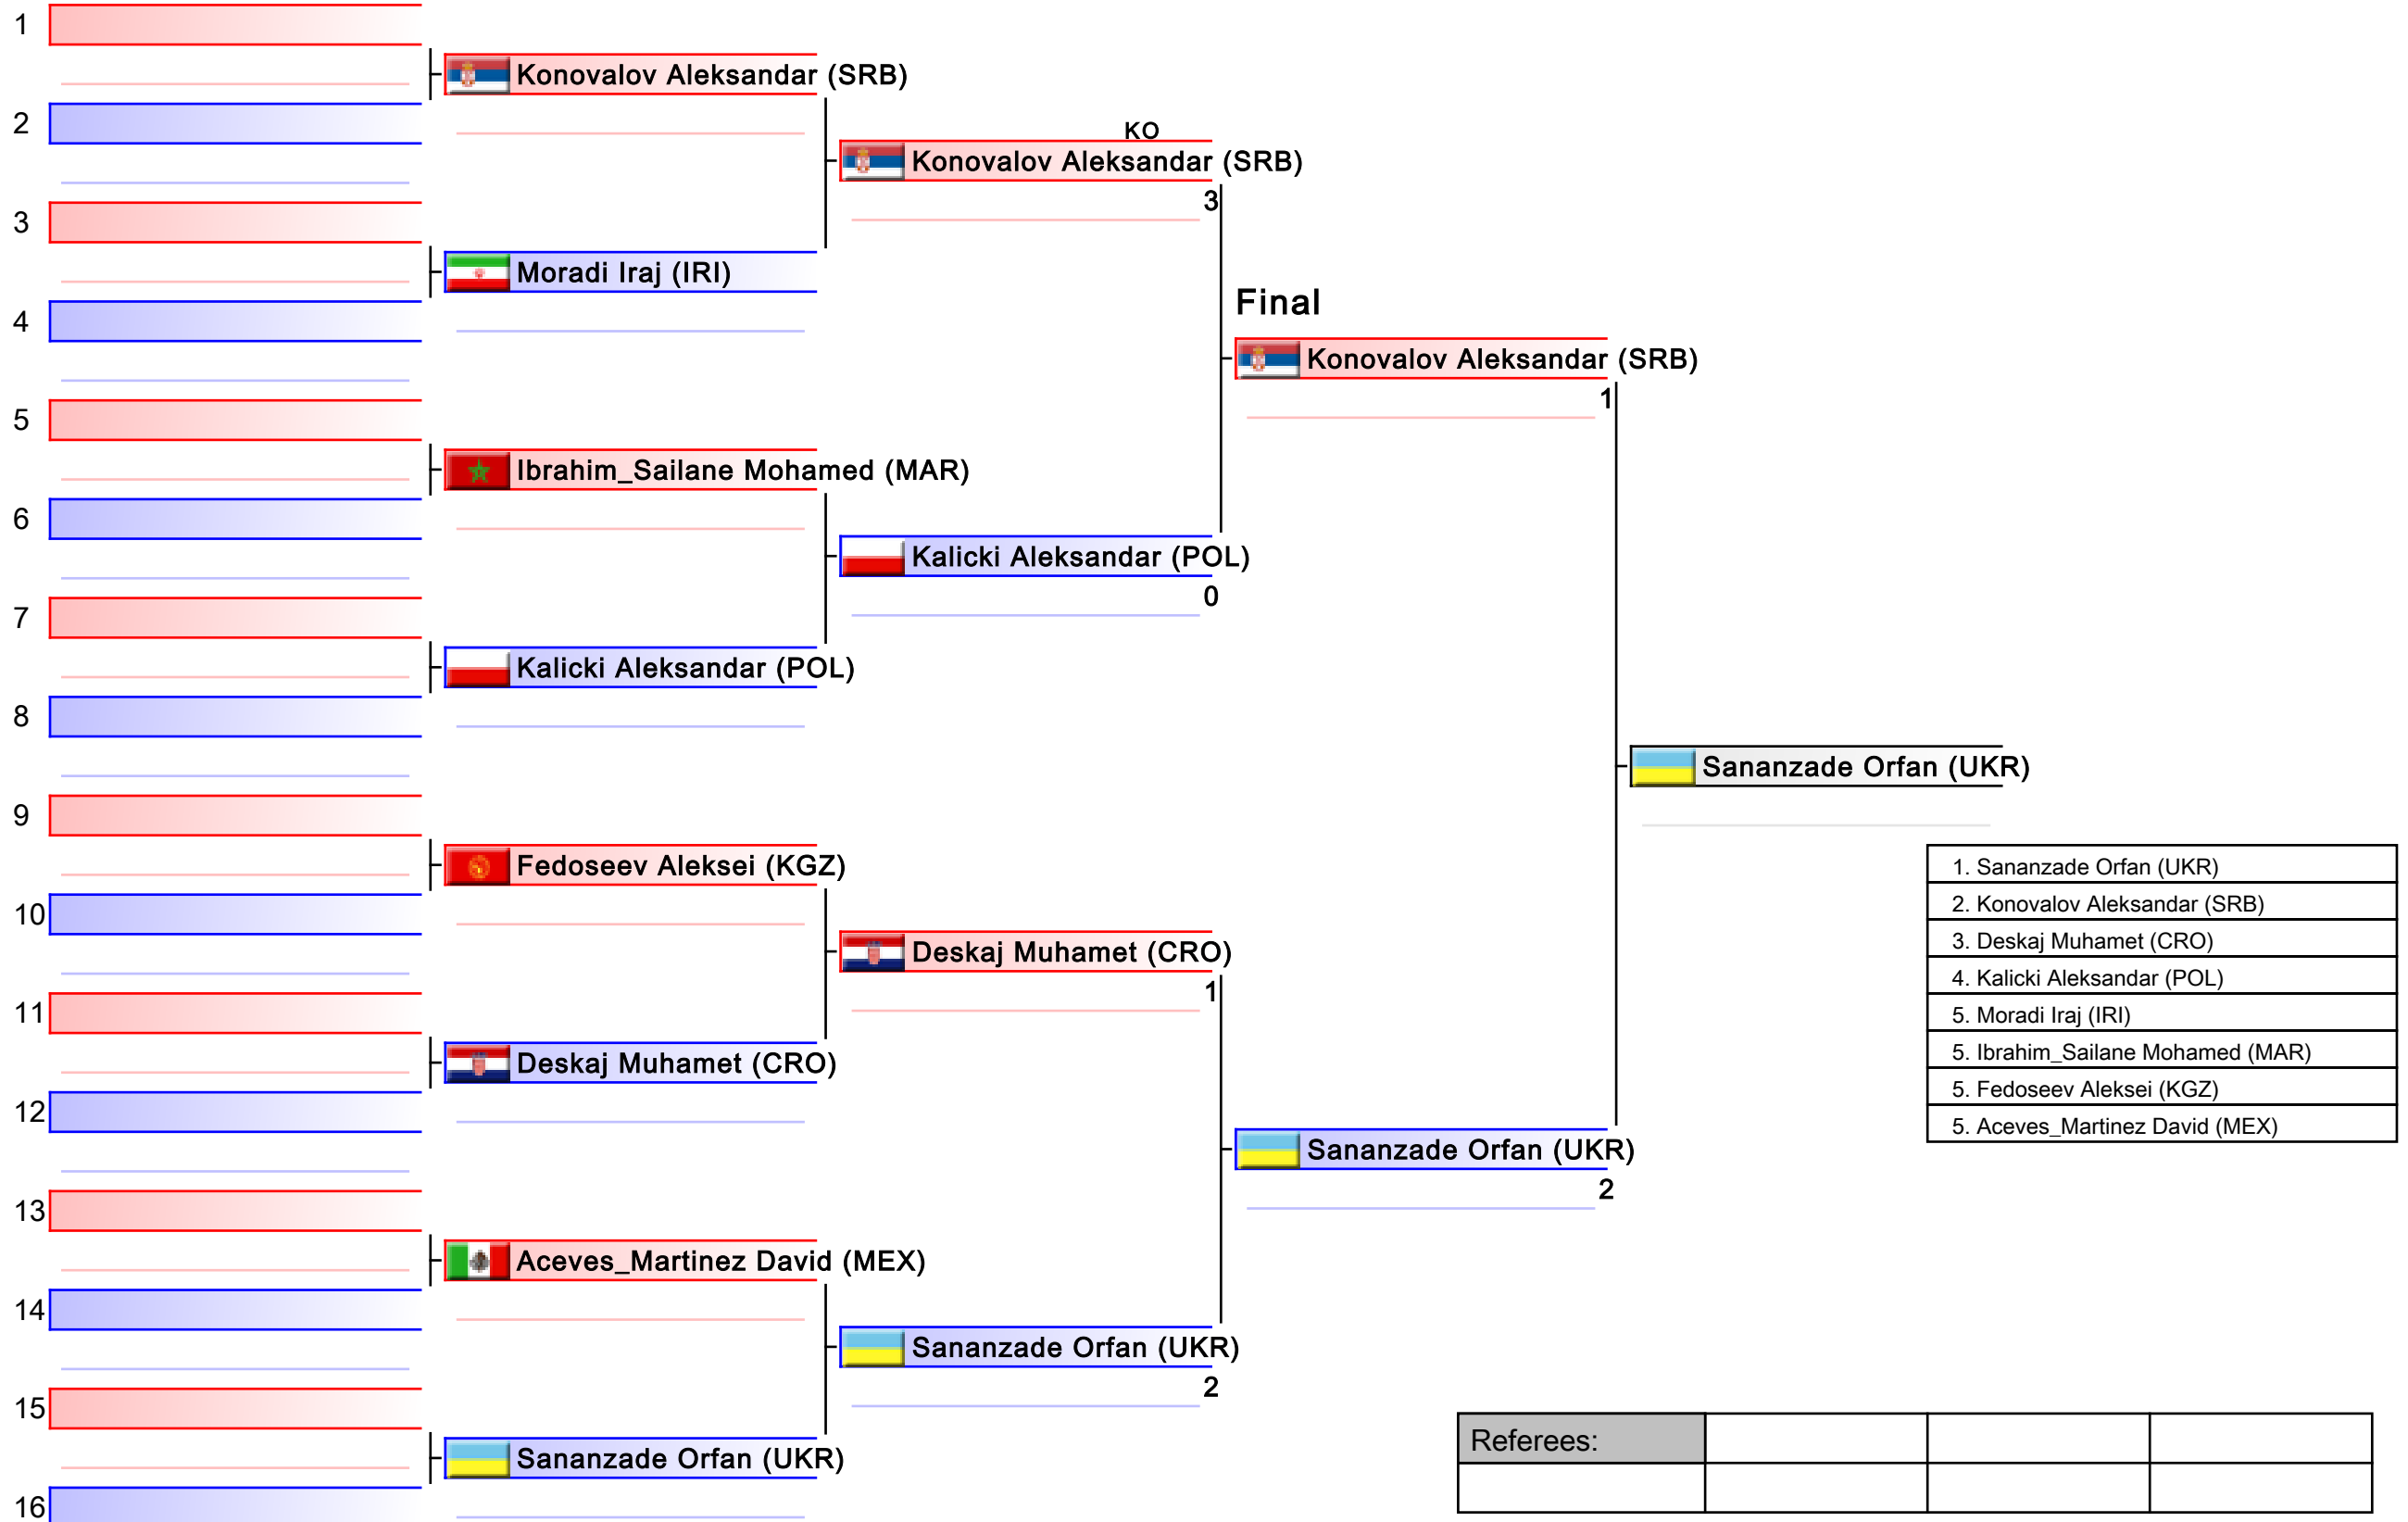 1
Konovalov Aleksandar (SRB)
2
KO
Konovalov Aleksandar (SRB)
3
3
Moradi Iraj (IRI)
Final
4
Konovalov Aleksandar (SRB)
1
5
Ibrahim_Sailane Mohamed (MAR)
6
Kalicki Aleksandar (POL)
0
7
Kalicki Aleksandar (POL)
8
Sananzade Orfan (UKR)
9
Fedoseev Aleksei (KGZ)
10
Deskaj Muhamet (CRO)
1
11
Deskaj Muhamet (CRO)
12
Sananzade Orfan (UKR)
2
13
Aceves_Martinez David (MEX)
14
Sananzade Orfan (UKR)
2
15
Sananzade Orfan (UKR)
16
1. Sananzade Orfan (UKR)
2. Konovalov Aleksandar (SRB)
3. Deskaj Muhamet (CRO)
4. Kalicki Aleksandar (POL)
5. Moradi Iraj (IRI)
5. Ibrahim_Sailane Mohamed (MAR)
5. Fedoseev Aleksei (KGZ)
5. Aceves_Martinez David (MEX)
Referees: